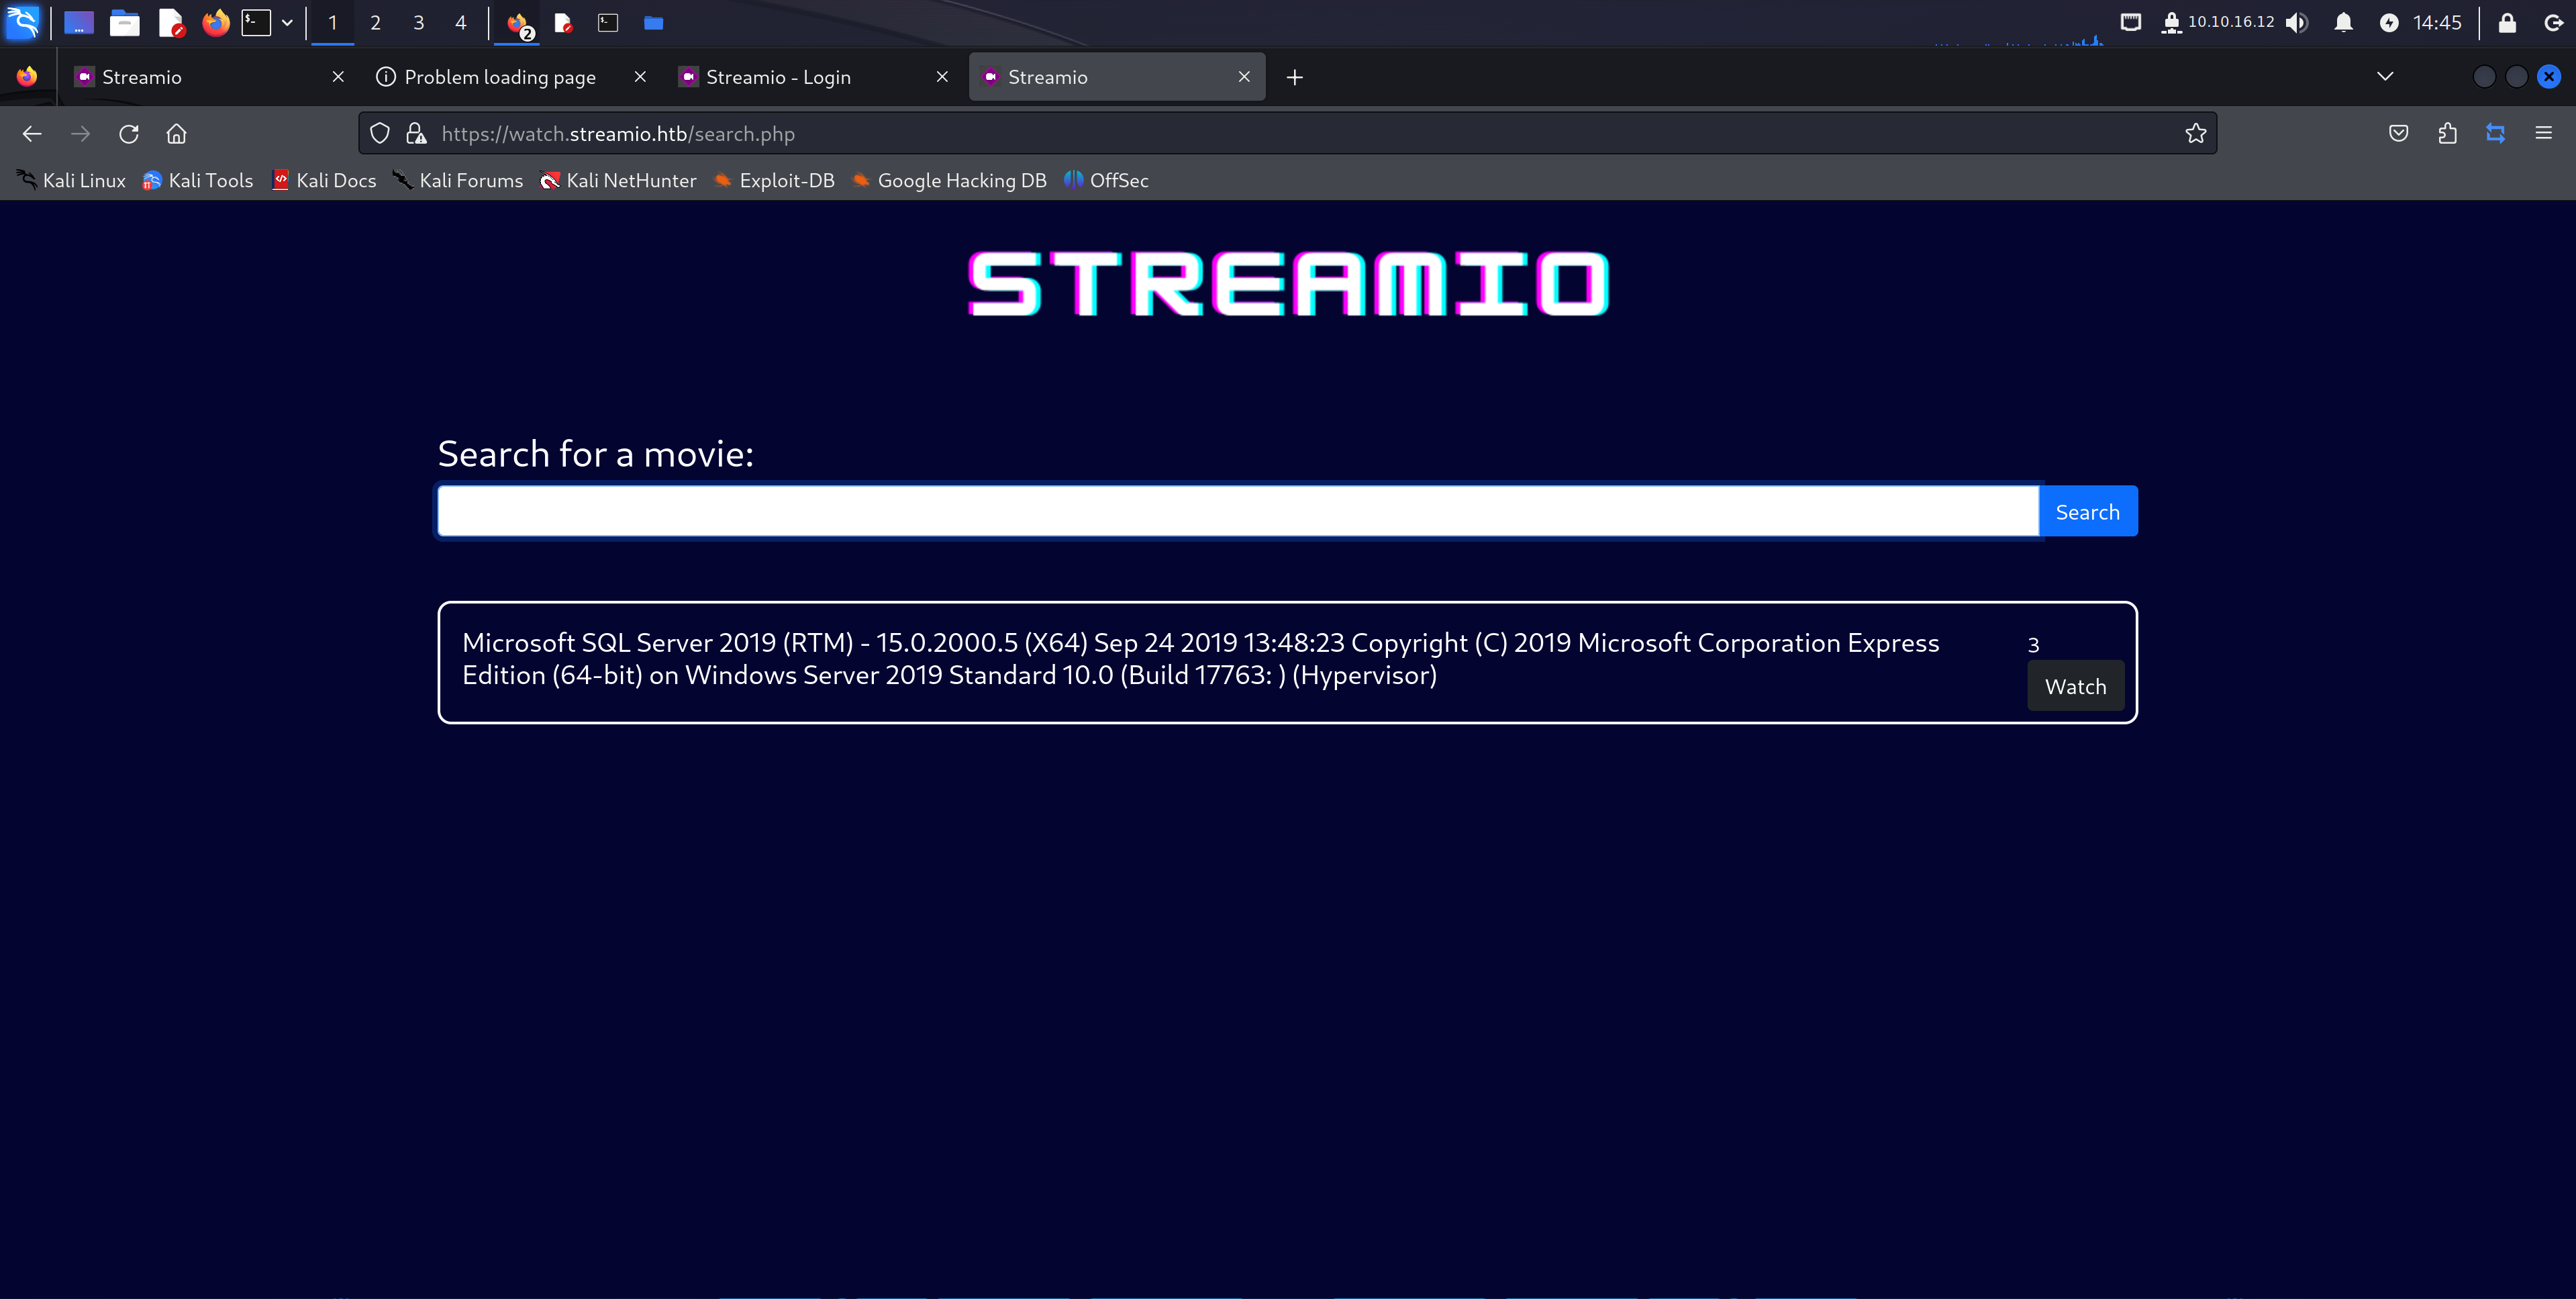 1 2 3 4 2 10.10.16.12 14:45
Streamio Problem loading page Streamio - Login Streamio
https://watch.streamio.htb/search.php
Kali Linux Kali Tools Kali Docs Kali Forums Kali NetHunter Exploit-DB Google Hacking DB OffSec
STREAMIO
Search for a movie:
Search
Microsoft SQL Server 2019 (RTM) - 15.0.2000.5 (X64) Sep 24 2019 13:48:23 Copyright (C) 2019 Microsoft Corporation Express
Edition (64-bit) on Windows Server 2019 Standard 10.0 (Build 17763: ) (Hypervisor)
3
Watch